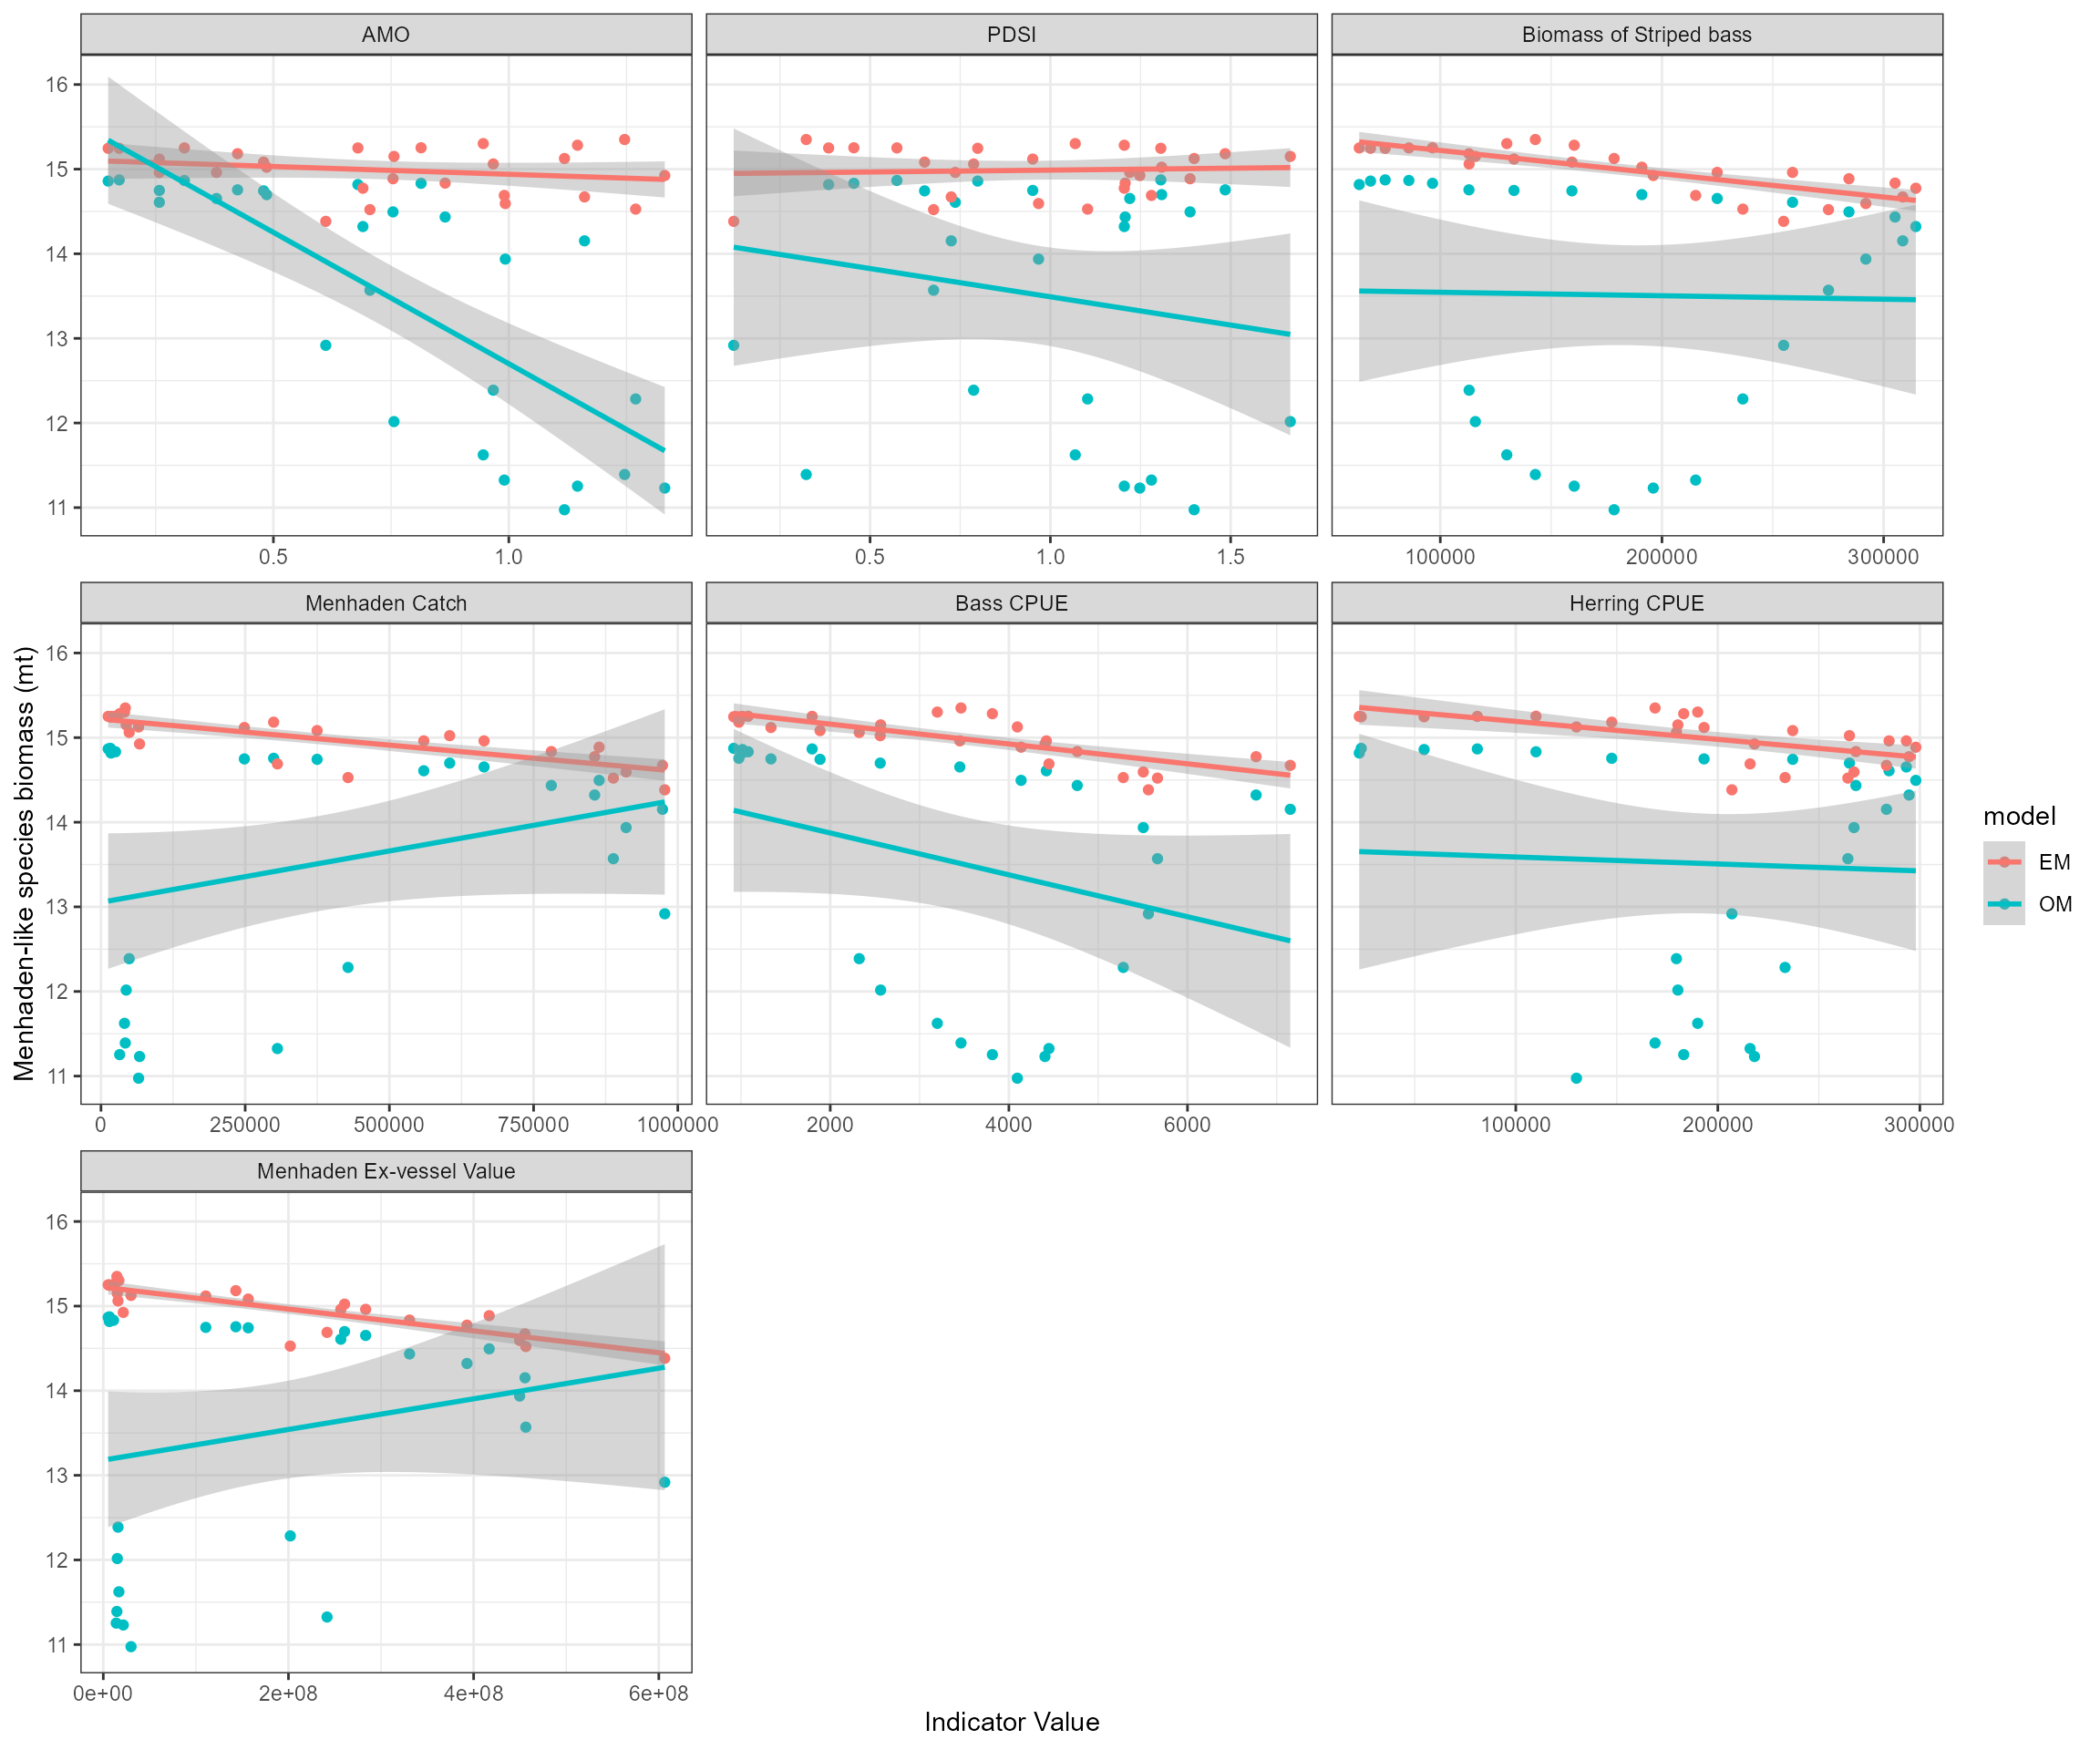 AMO
PDSI
Biomass of Striped bass
16
15
14
13
12
11
0.5 1.0
0.5 1.0 1.5
100000 200000 300000
Menhaden Catch
Bass CPUE
Herring CPUE
16
15
14
13
12
11
0 250000 500000 750000 1000000
2000 4000 6000
100000 200000 300000
Menhaden Ex-vessel Value
16
15
14
13
12
11
0e+00 2e+08 4e+08 6e+08
Menhaden-like species biomass (mt)
Indicator Value
model
EM
OM